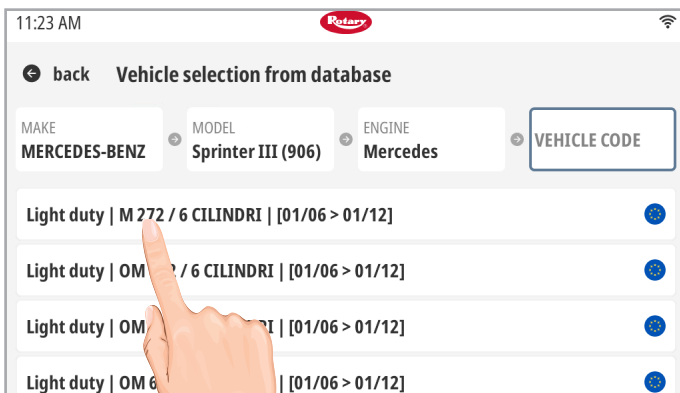 11:23 AM Rotary
back Vehicle selection from database
MAKE MODEL ENGINE
MERCEDES-BENZ Sprinter III (906) Mercedes VEHICLE CODE
Light duty | M 272 / 6 CILINDRI | [01/06 > 01/12]
Light duty | OM / 6 CILINDRI | [01/06 > 01/12]
Light duty | OM | [01/06 > 01/12]
Light duty | OM 6 | [01/06 > 01/12]